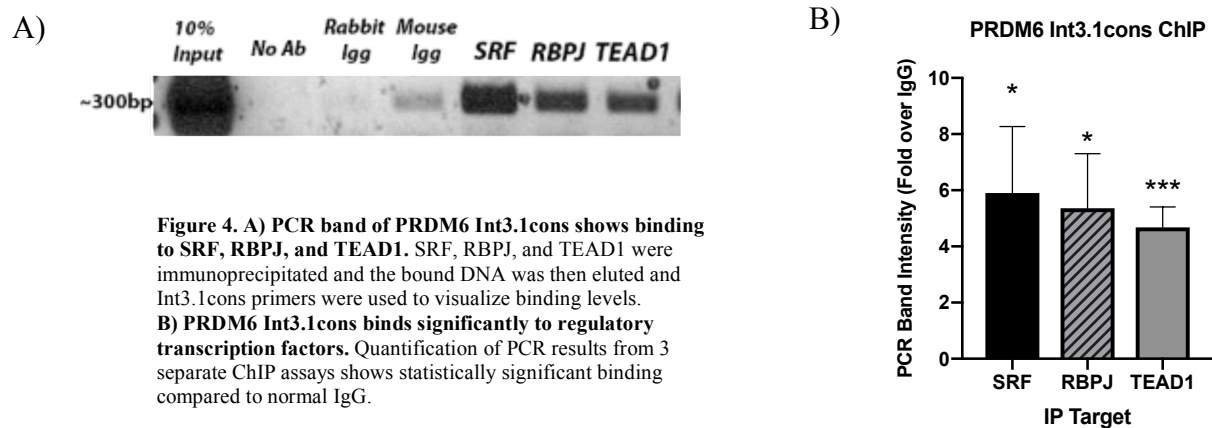 A)
10% Input No Ab Rabbit Igg Mouse Igg SRF RBPJ TEAD1
~300bp
Figure 4. A) PCR band of PRDM6 Int3.1cons shows binding
to SRF, RBPJ, and TEAD1. SRF, RBPJ, and TEAD1 were
immunoprecipitated and the bound DNA was then eluted and
Int3.1cons primers were used to visualize binding levels.
B) PRDM6 Int3.1cons binds significantly to regulatory
transcription factors. Quantification of PCR results from 3
separate ChIP assays shows statistically significant binding
compared to normal IgG.
B)
PRDM6 Int3.1cons ChIP
PCR Band Intensity (Fold over IgG)
10
8
6
4
2
0
*
*
***
SRF RBPJ TEAD1
IP Target